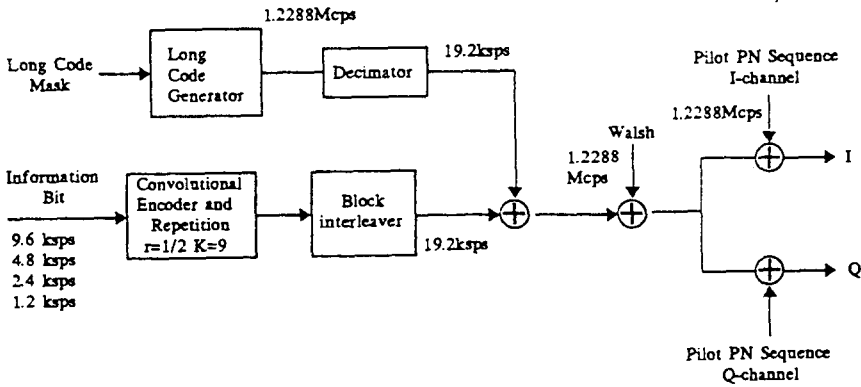 1.2288Mcps
Long Code
Mask
Long
Code
Generator
Decimator
19.2ksps
Pilot PN Sequence
I-channel
1.2288Mcps
Walsh
1.2288
Mcps
I
Information
Bit
9.6 ksps
4.8 ksps
2.4 ksps
1.2 ksps
Convolutional
Encoder and
Repetition
r=1/2 K=9
Block
interleaver
19.2ksps
Q
Pilot PN Sequence
Q-channel